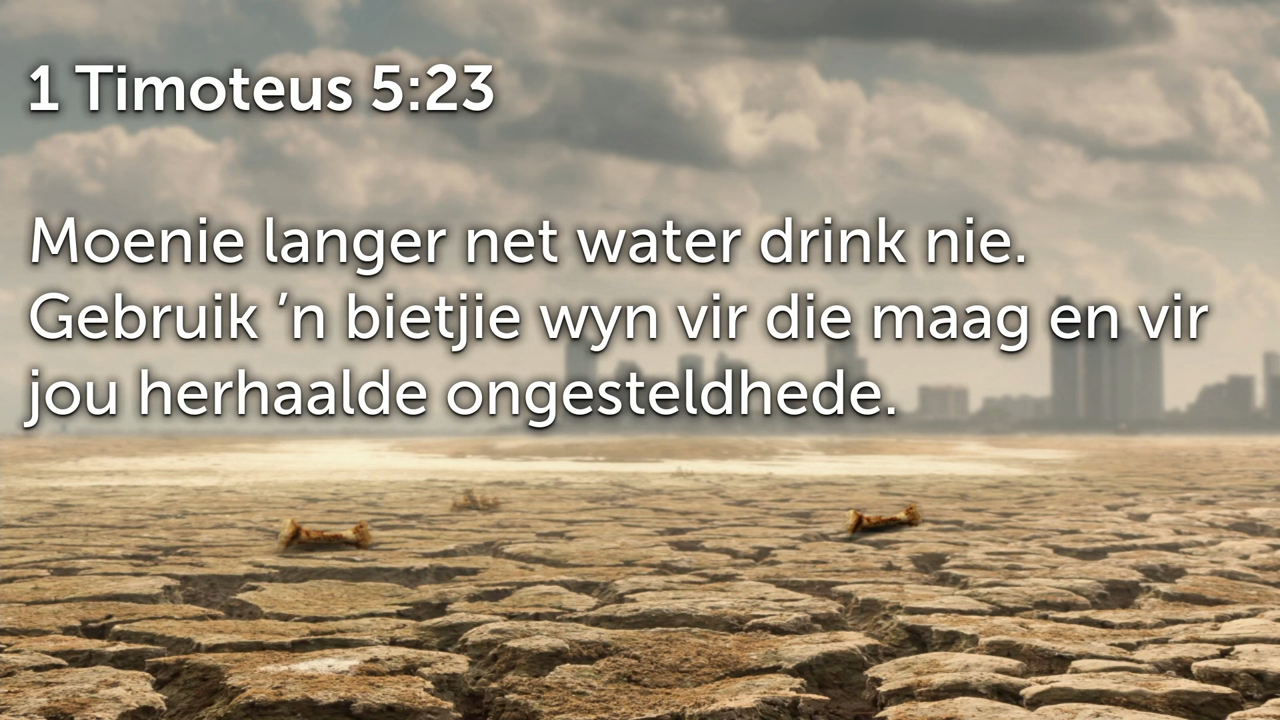 1 Timoteus 5:23
Moenie langer net water drink nie.
Gebruik ’n bietjie wyn vir die maag en vir
jou herhaalde ongesteldhede.